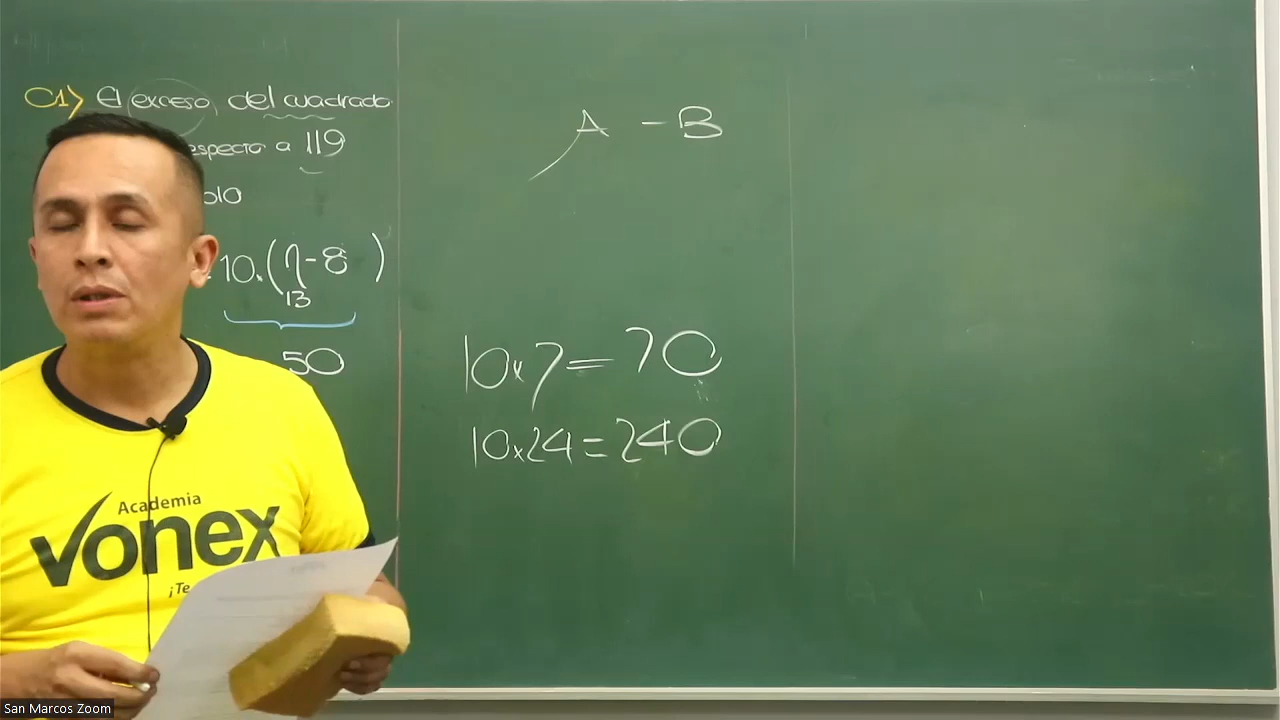 01) El exceso del cuadrado
especto a 119
olo
10.(n-8)
13
50
A - B
10x7=70
10x24=240
Academia
Vonex
¡Te
San Marcos Zoom